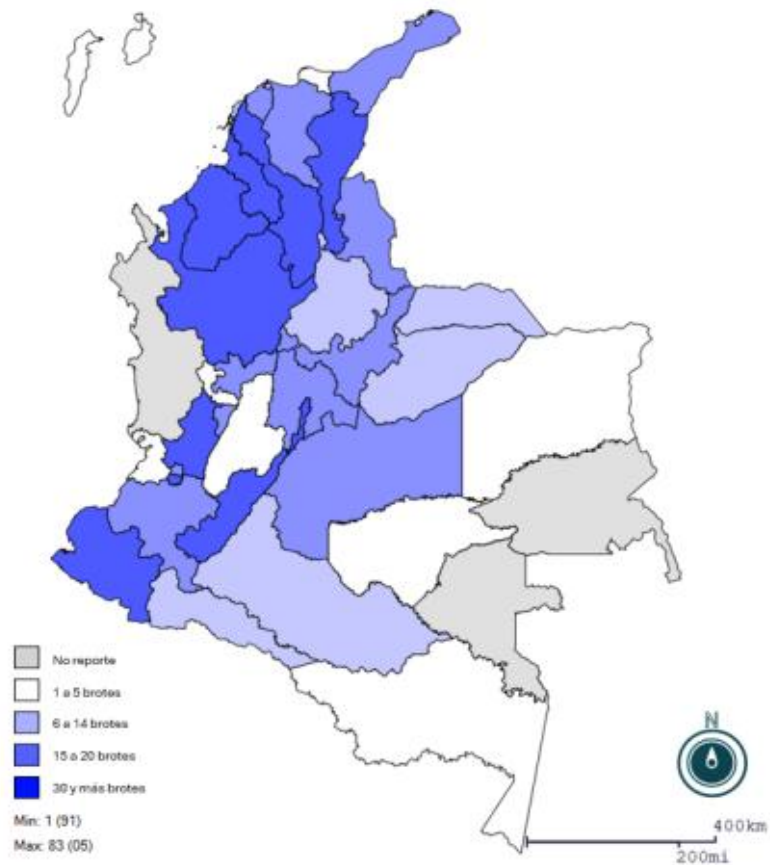 No reporte
1 a 5 brotes
6 a 14 brotes
15 a 20 brotes
30 y más brotes
Min: 1 (91)
Max: 83 (05)
N
400km
200mi